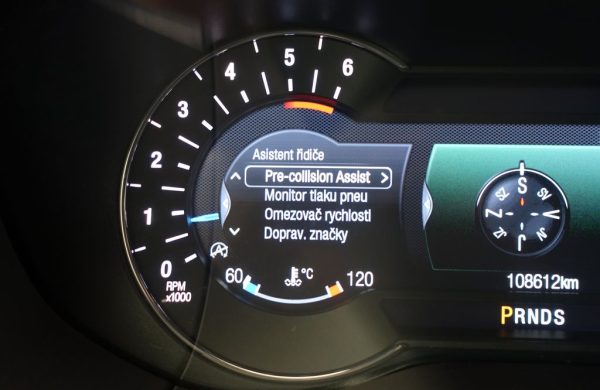 6
5
4
3
2
1
0
RPM
x1000
Asistent řidiče
Pre-collision Assist
Monitor tlaku pneu
Omezovač rychlosti
Doprav. značky
60 °C 120
S
SZ SV
Z V
JZ JV
J
108612km
PRNDS